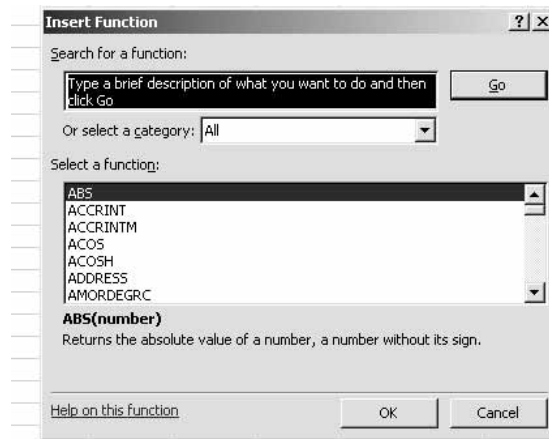 Insert Function
Search for a function:
Type a brief description of what you want to do and then
click Go
Go
Or select a category: All
Select a function:
ABS
ACCRINT
ACCRINTM
ACOS
ACOSH
ADDRESS
AMORDEGRC
ABS(number)
Returns the absolute value of a number, a number without its sign.
Help on this function
OK
Cancel